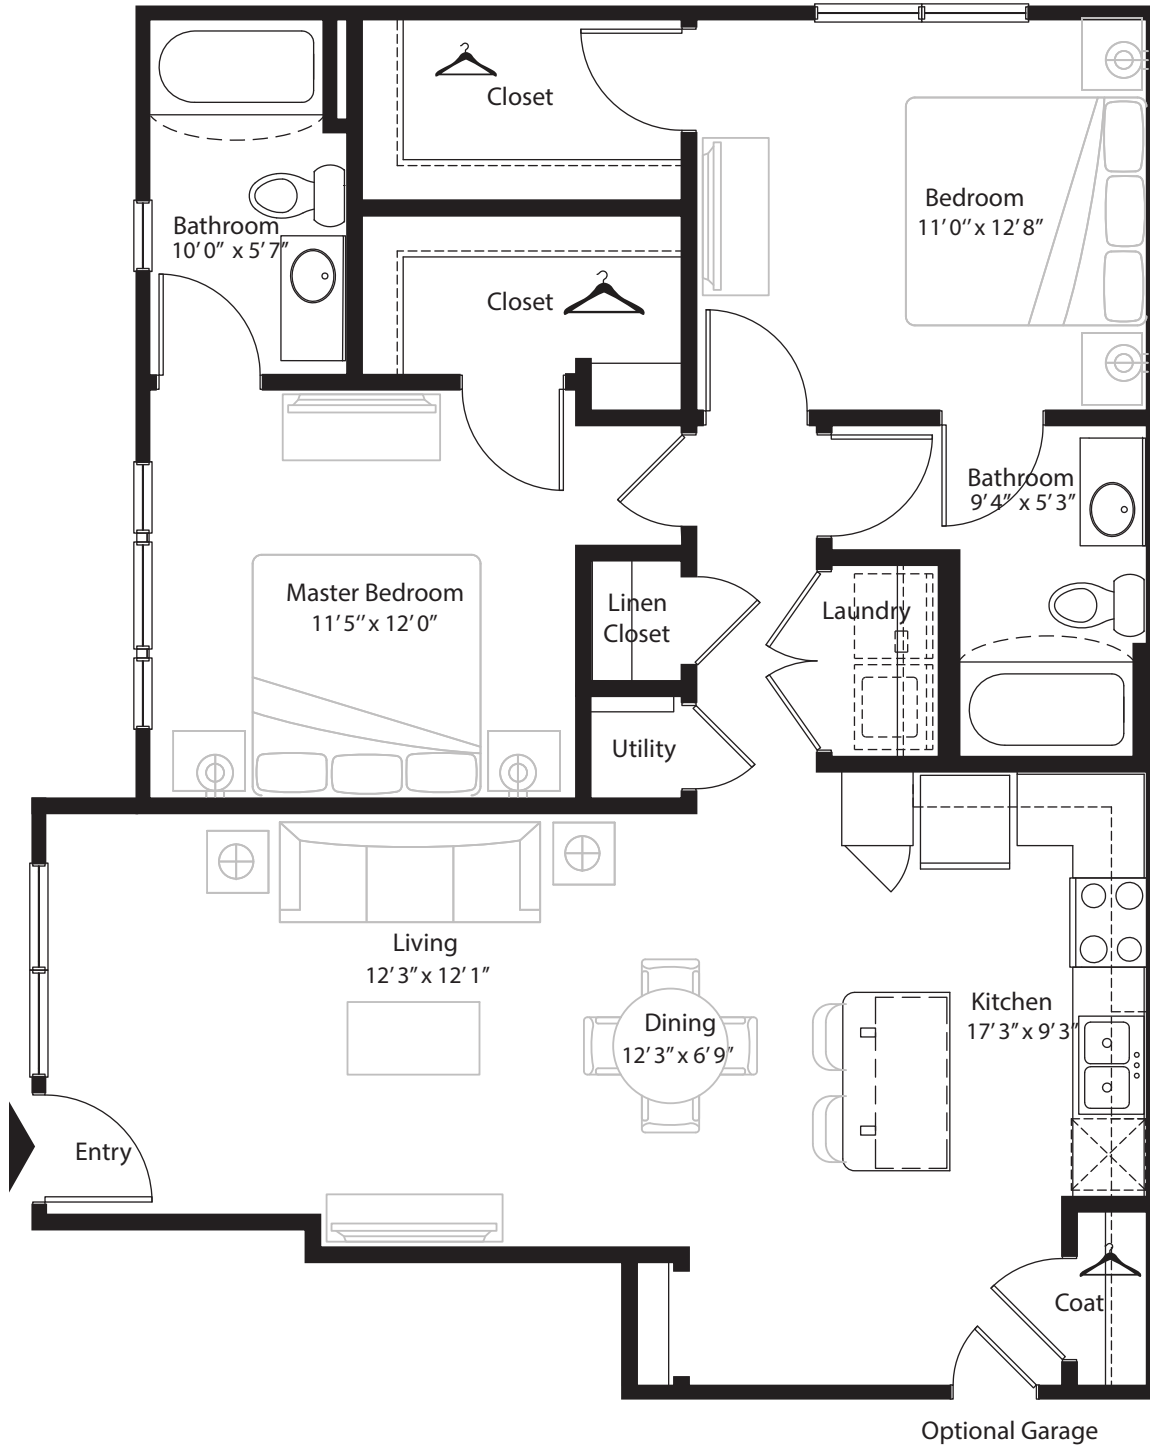 Closet
Bedroom
11'0" x 12'8"
Bathroom
10'0" x 5'7"
Closet
Bathroom
9'4" x 5'3"
Master Bedroom
11'5" x 12'0"
Linen
Closet
Laundry
Utility
Living
12'3" x 12'1"
Dining
12'3" x 6'9"
Kitchen
17'3" x 9'3"
Entry
Coat
Optional Garage